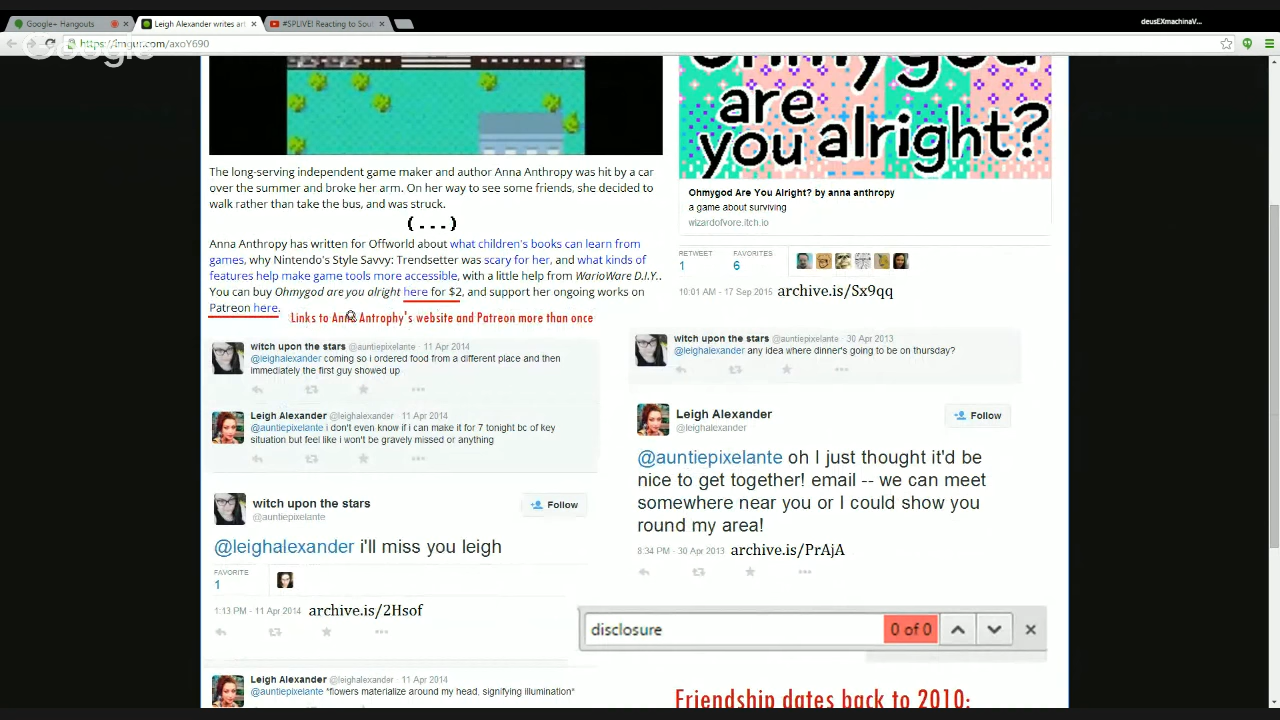 Google+ Hangouts
Leigh Alexander writes ar
#SPLIVE! Reacting to Sou
deusEXmachinaV...
https://imgur.com/axoY690
Google
Ohmygod
are
you alright?
The long-serving independent game maker and author Anna Anthropy was hit by a car
over the summer and broke her arm. On her way to see some friends, she decided to
walk rather than take the bus, and was struck.
(...)
Anna Anthropy has written for Offworld about what children's books can learn from
games, why Nintendo's Style Savvy: Trendsetter was scary for her, and what kinds of
features help make game tools more accessible, with a little help from WarioWare D.I.Y..
You can buy Ohmygod are you alright here for $2, and support her ongoing works on
Patreon here.
Links to Anna Antrophy's website and Patreon more than once
Ohmygod Are You Alright? by anna anthropy
a game about surviving
wizardofvore.itch.io
RETWEET FAVORITES
1 6
10:01 AM - 17 Sep 2015 archive.is/Sx9qq
witch upon the stars @auntiepixelante · 11 Apr 2014
@leighalexander coming so i ordered food from a different place and then
immediately the first guy showed up
Leigh Alexander @leighalexander · 11 Apr 2014
@auntiepixelante i don't even know if i can make it for 7 tonight bc of key
situation but feel like i won't be gravely missed or anything
witch upon the stars
@auntiepixelante
Follow
@leighalexander i'll miss you leigh
FAVORITE
1
1:13 PM - 11 Apr 2014 archive.is/2Hsof
Leigh Alexander @leighalexander · 11 Apr 2014
@auntiepixelante *flowers materialize around my head, signifying illumination*
witch upon the stars @auntiepixelante · 30 Apr 2013
@leighalexander any idea where dinner's going to be on thursday?
Leigh Alexander
@leighalexander
Follow
@auntiepixelante oh I just thought it'd be
nice to get together! email -- we can meet
somewhere near you or I could show you
round my area!
8:34 PM - 30 Apr 2013 archive.is/PrAjA
disclosure 0 of 0
Friendship dates back to 2010: